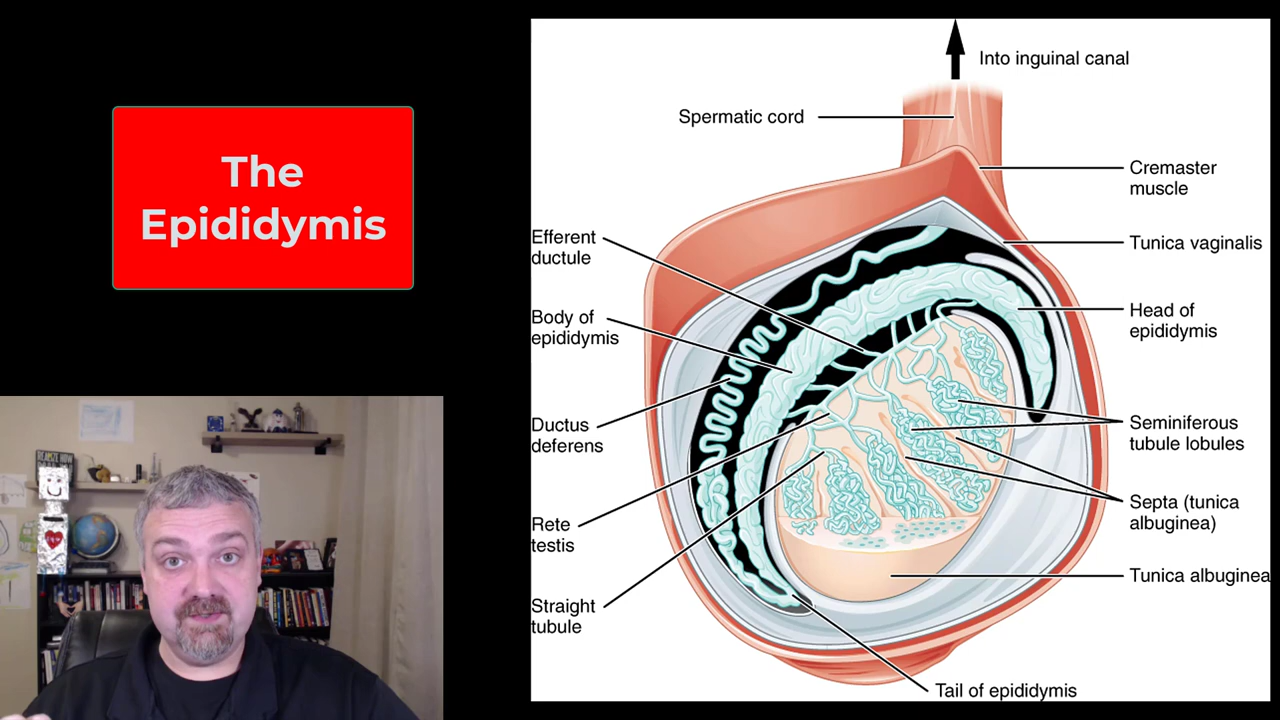 The
Epididymis
Into inguinal canal
Spermatic cord
Cremaster
muscle
Efferent
ductule
Tunica vaginalis
Body of
epididymis
Head of
epididymis
Ductus
deferens
Seminiferous
tubule lobules
Rete
testis
Septa (tunica
albuginea)
Straight
tubule
Tunica albuginea
Tail of epididymis